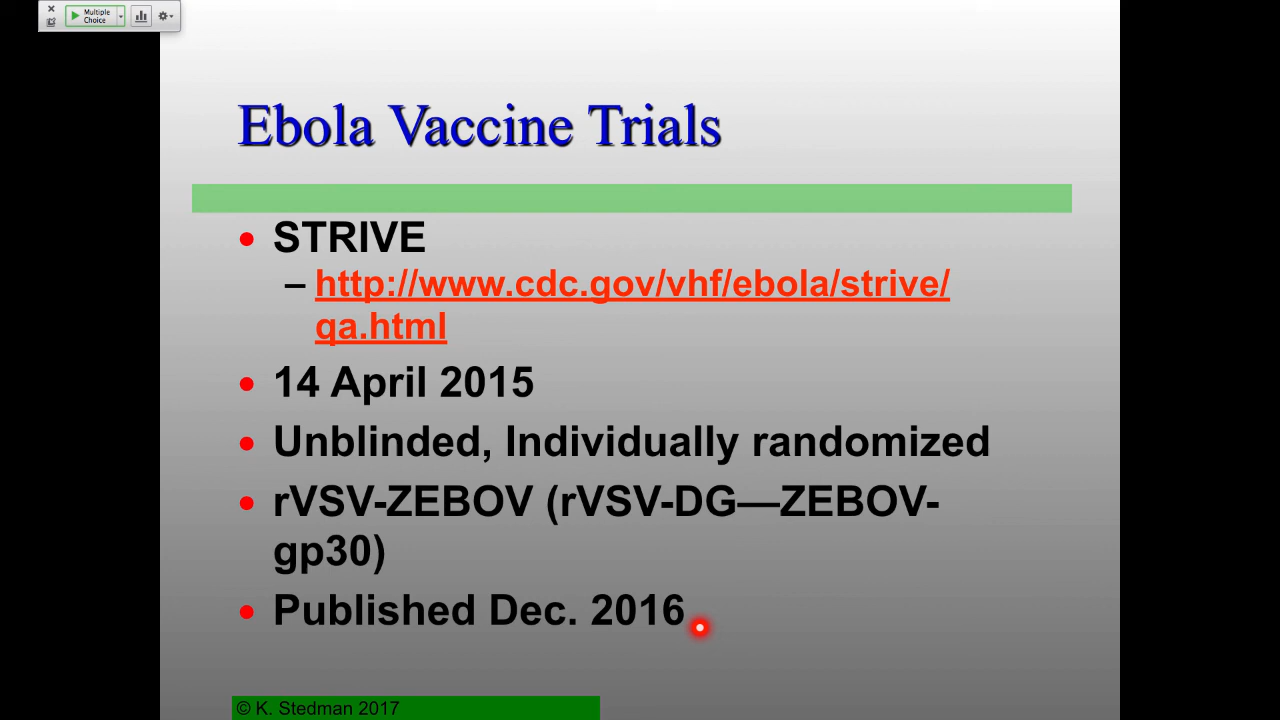 Multiple
Choice
Ebola Vaccine Trials
STRIVE
– http://www.cdc.gov/vhf/ebola/strive/
qa.html
14 April 2015
Unblinded, Individually randomized
rVSV-ZEBOV (rVSV-DG—ZEBOV-
gp30)
Published Dec. 2016
© K. Stedman 2017